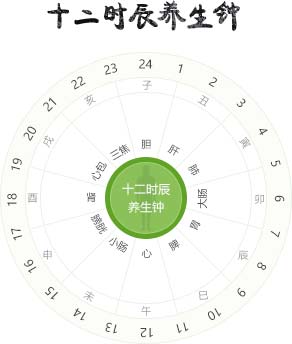 十二时辰养生钟
24
1
2
3
4
5
6
7
8
9
10
11
12
13
14
15
16
17
18
19
20
21
22
23
子
丑
寅
卯
辰
巳
午
未
申
酉
戌
亥
胆
肝
肺
大肠
胃
脾
心
小肠
膀胱
肾
心包
三焦
十二时辰
养生钟